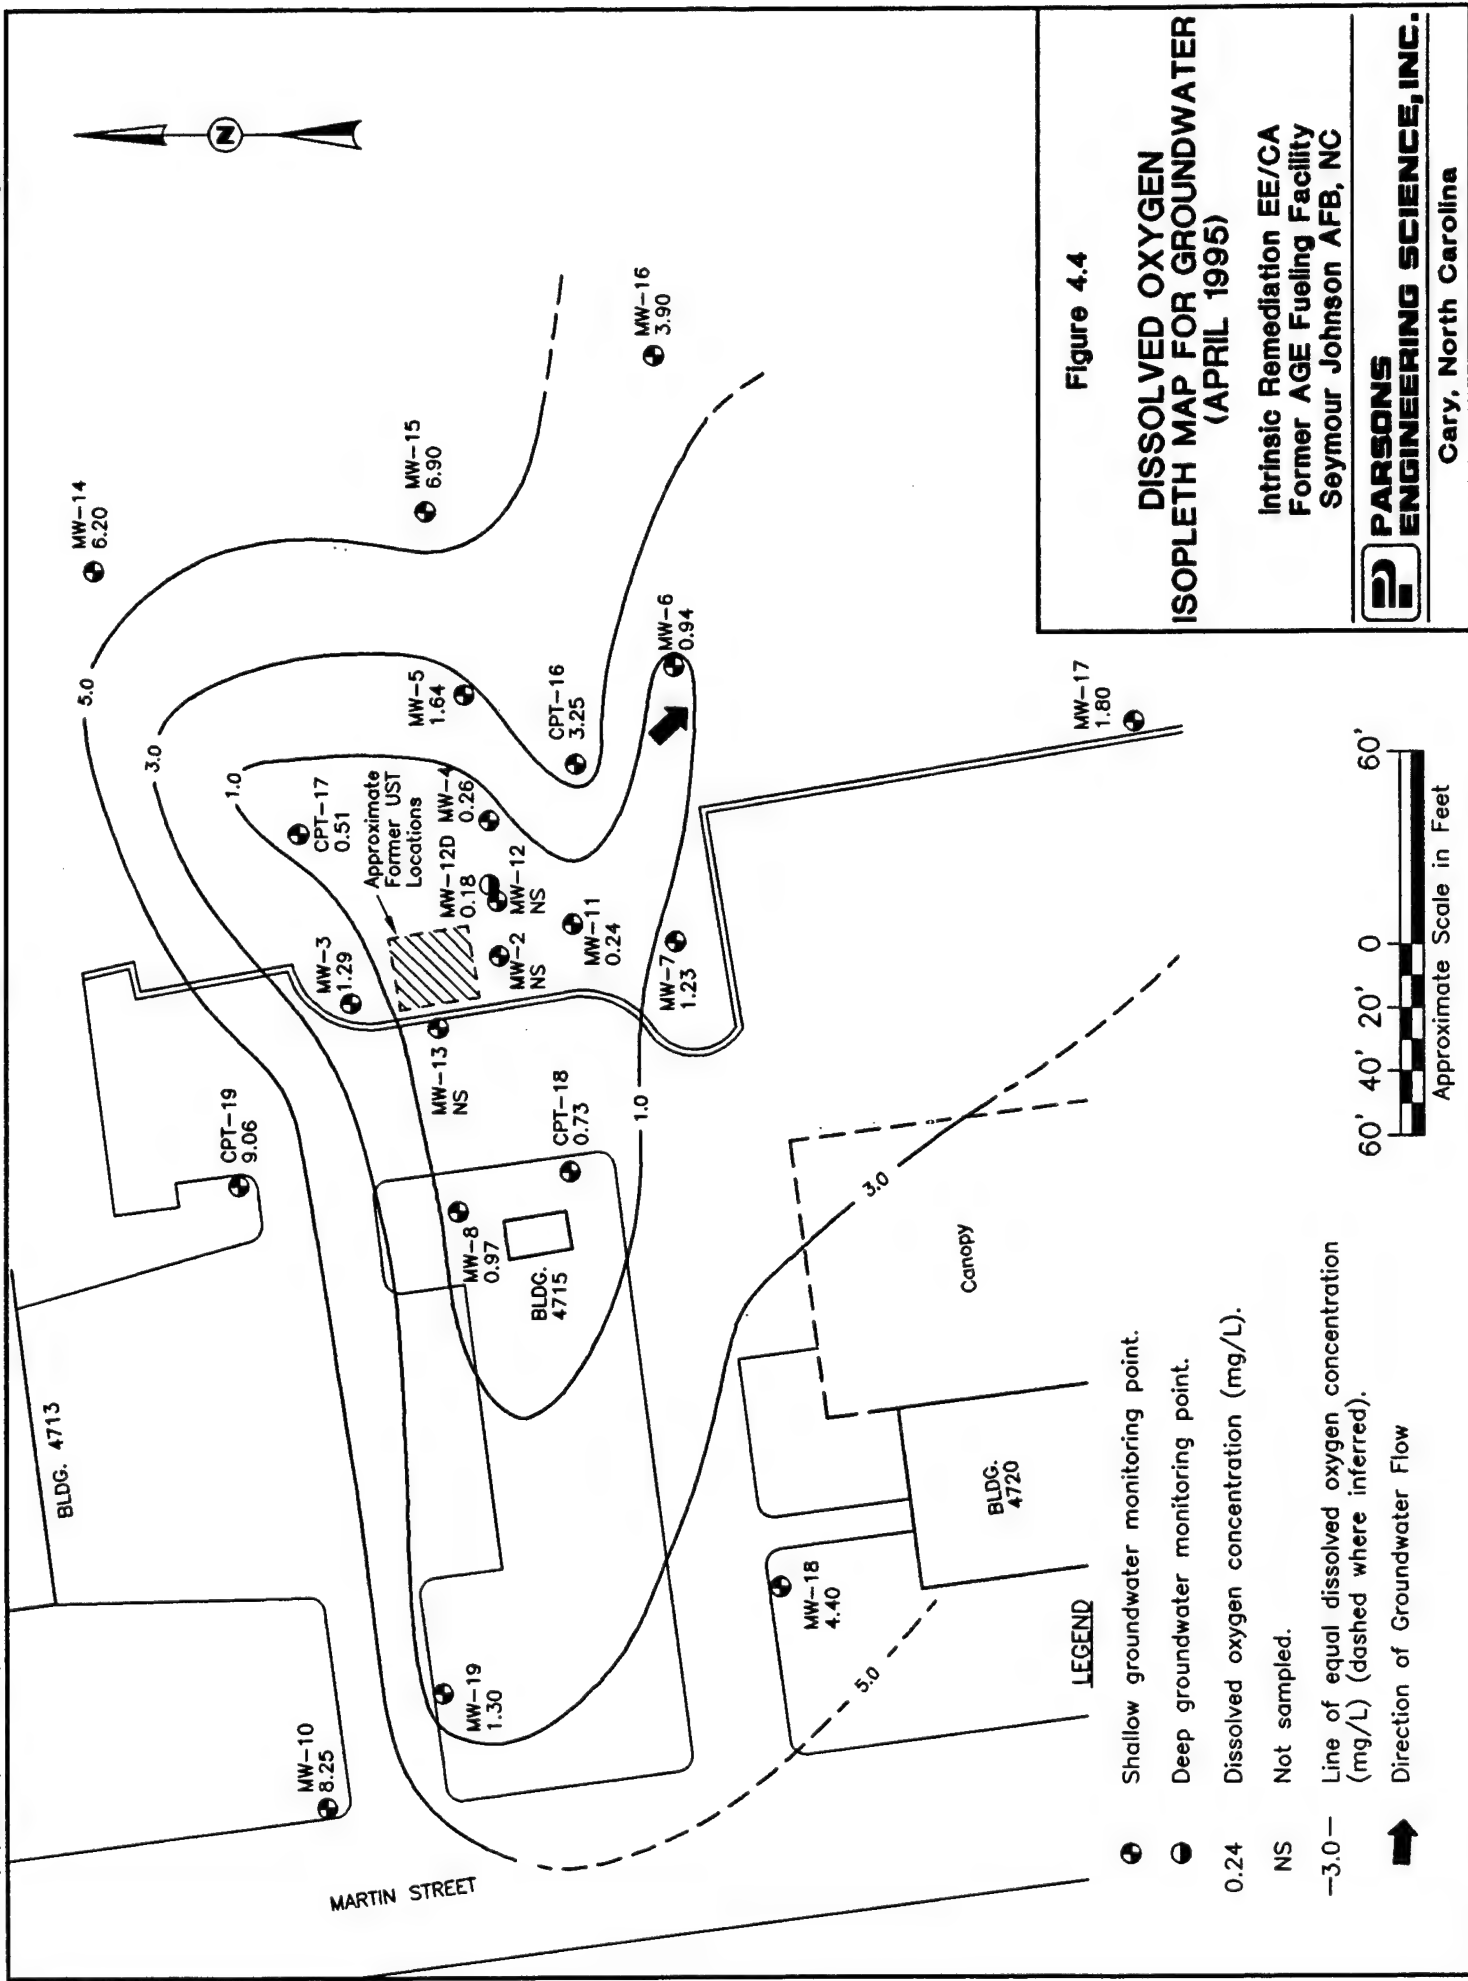 BLDG. 4713
MARTIN STREET
MW-10
8.25
CPT-19
9.06
MW-19
1.30
MW-8
0.97
BLDG.
4715
CPT-18
0.73
MW-13
NS
MW-3
1.29
CPT-17
0.51
Approximate
Former UST
Locations
MW-12D
0.18
MW-4
0.26
MW-2
NS
MW-12
NS
MW-11
0.24
MW-7
1.23
MW-5
1.64
CPT-16
3.25
MW-6
0.94
MW-14
6.20
MW-15
6.90
MW-16
3.90
MW-17
1.80
MW-18
4.40
BLDG.
4720
Canopy
5.0
3.0
1.0
1.0
3.0
5.0
N
LEGEND
Shallow groundwater monitoring point.
Deep groundwater monitoring point.
0.24 Dissolved oxygen concentration (mg/L).
NS Not sampled.
—3.0— Line of equal dissolved oxygen concentration
(mg/L) (dashed where inferred).
Direction of Groundwater Flow
60' 40' 20' 0 60'
Approximate Scale in Feet
Figure 4.4
DISSOLVED OXYGEN
ISOPLETH MAP FOR GROUNDWATER
(APRIL 1995)
Intrinsic Remediation EE/CA
Former AGE Fueling Facility
Seymour Johnson AFB, NC
PARSONS
ENGINEERING SCIENCE, INC.
Cary, North Carolina